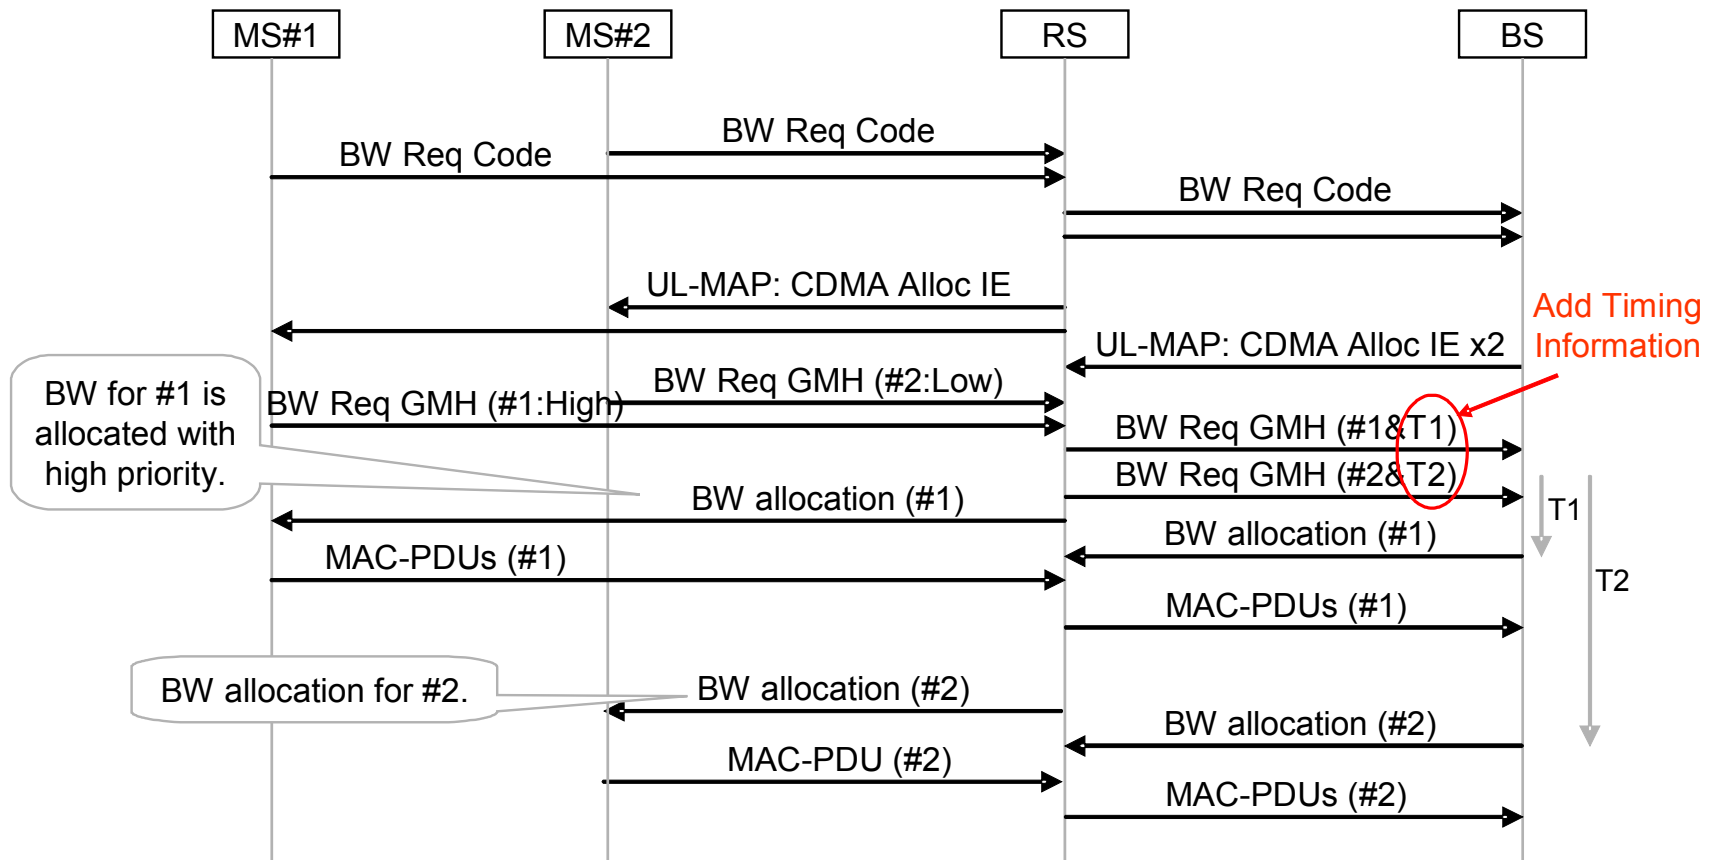 MS#1
MS#2
RS
BS
BW Req Code
BW Req Code
BW Req Code
UL-MAP: CDMA Alloc IE
Add Timing
Information
UL-MAP: CDMA Alloc IE x2
BW for #1 is
allocated with
high priority.
BW Req GMH (#2:Low)
BW Req GMH (#1:High)
BW Req GMH (#1&T1)
BW Req GMH (#2&T2)
BW allocation (#1)
T1
BW allocation (#1)
MAC-PDUs (#1)
T2
MAC-PDUs (#1)
BW allocation for #2.
BW allocation (#2)
BW allocation (#2)
MAC-PDU (#2)
MAC-PDUs (#2)